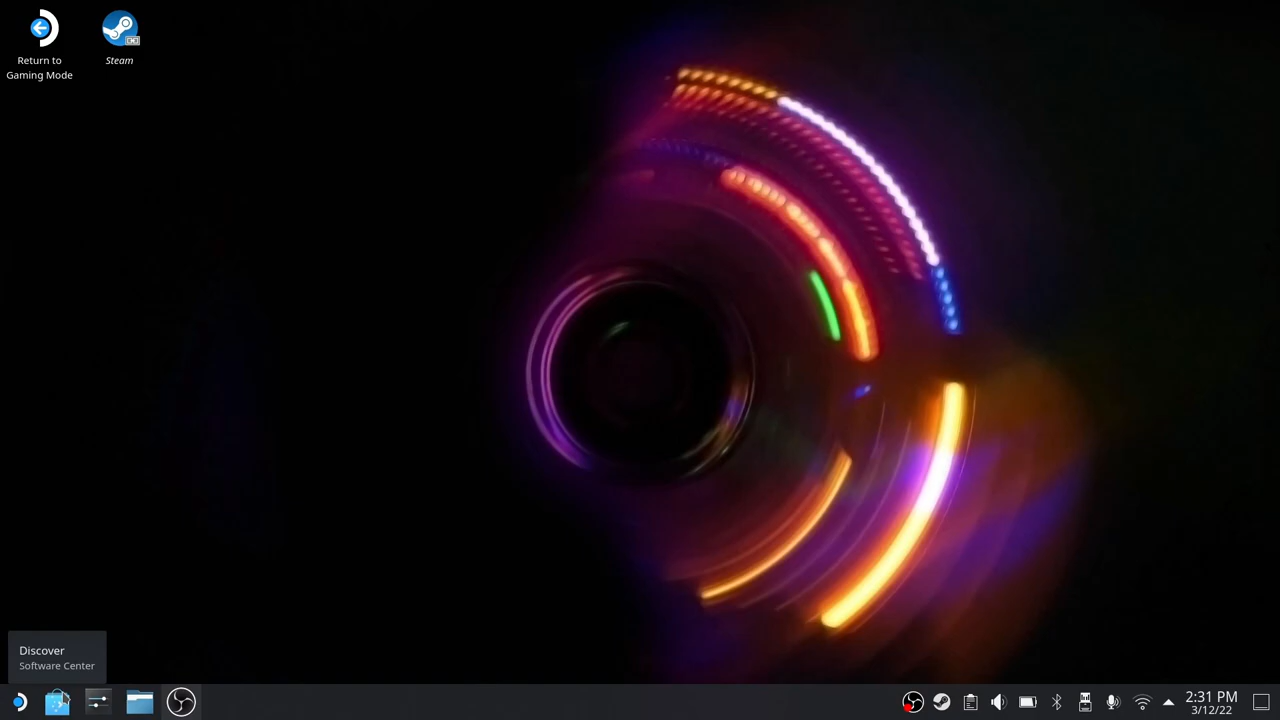 Return to
Gaming Mode
Steam
Discover
Software Center
2:31 PM
3/12/22